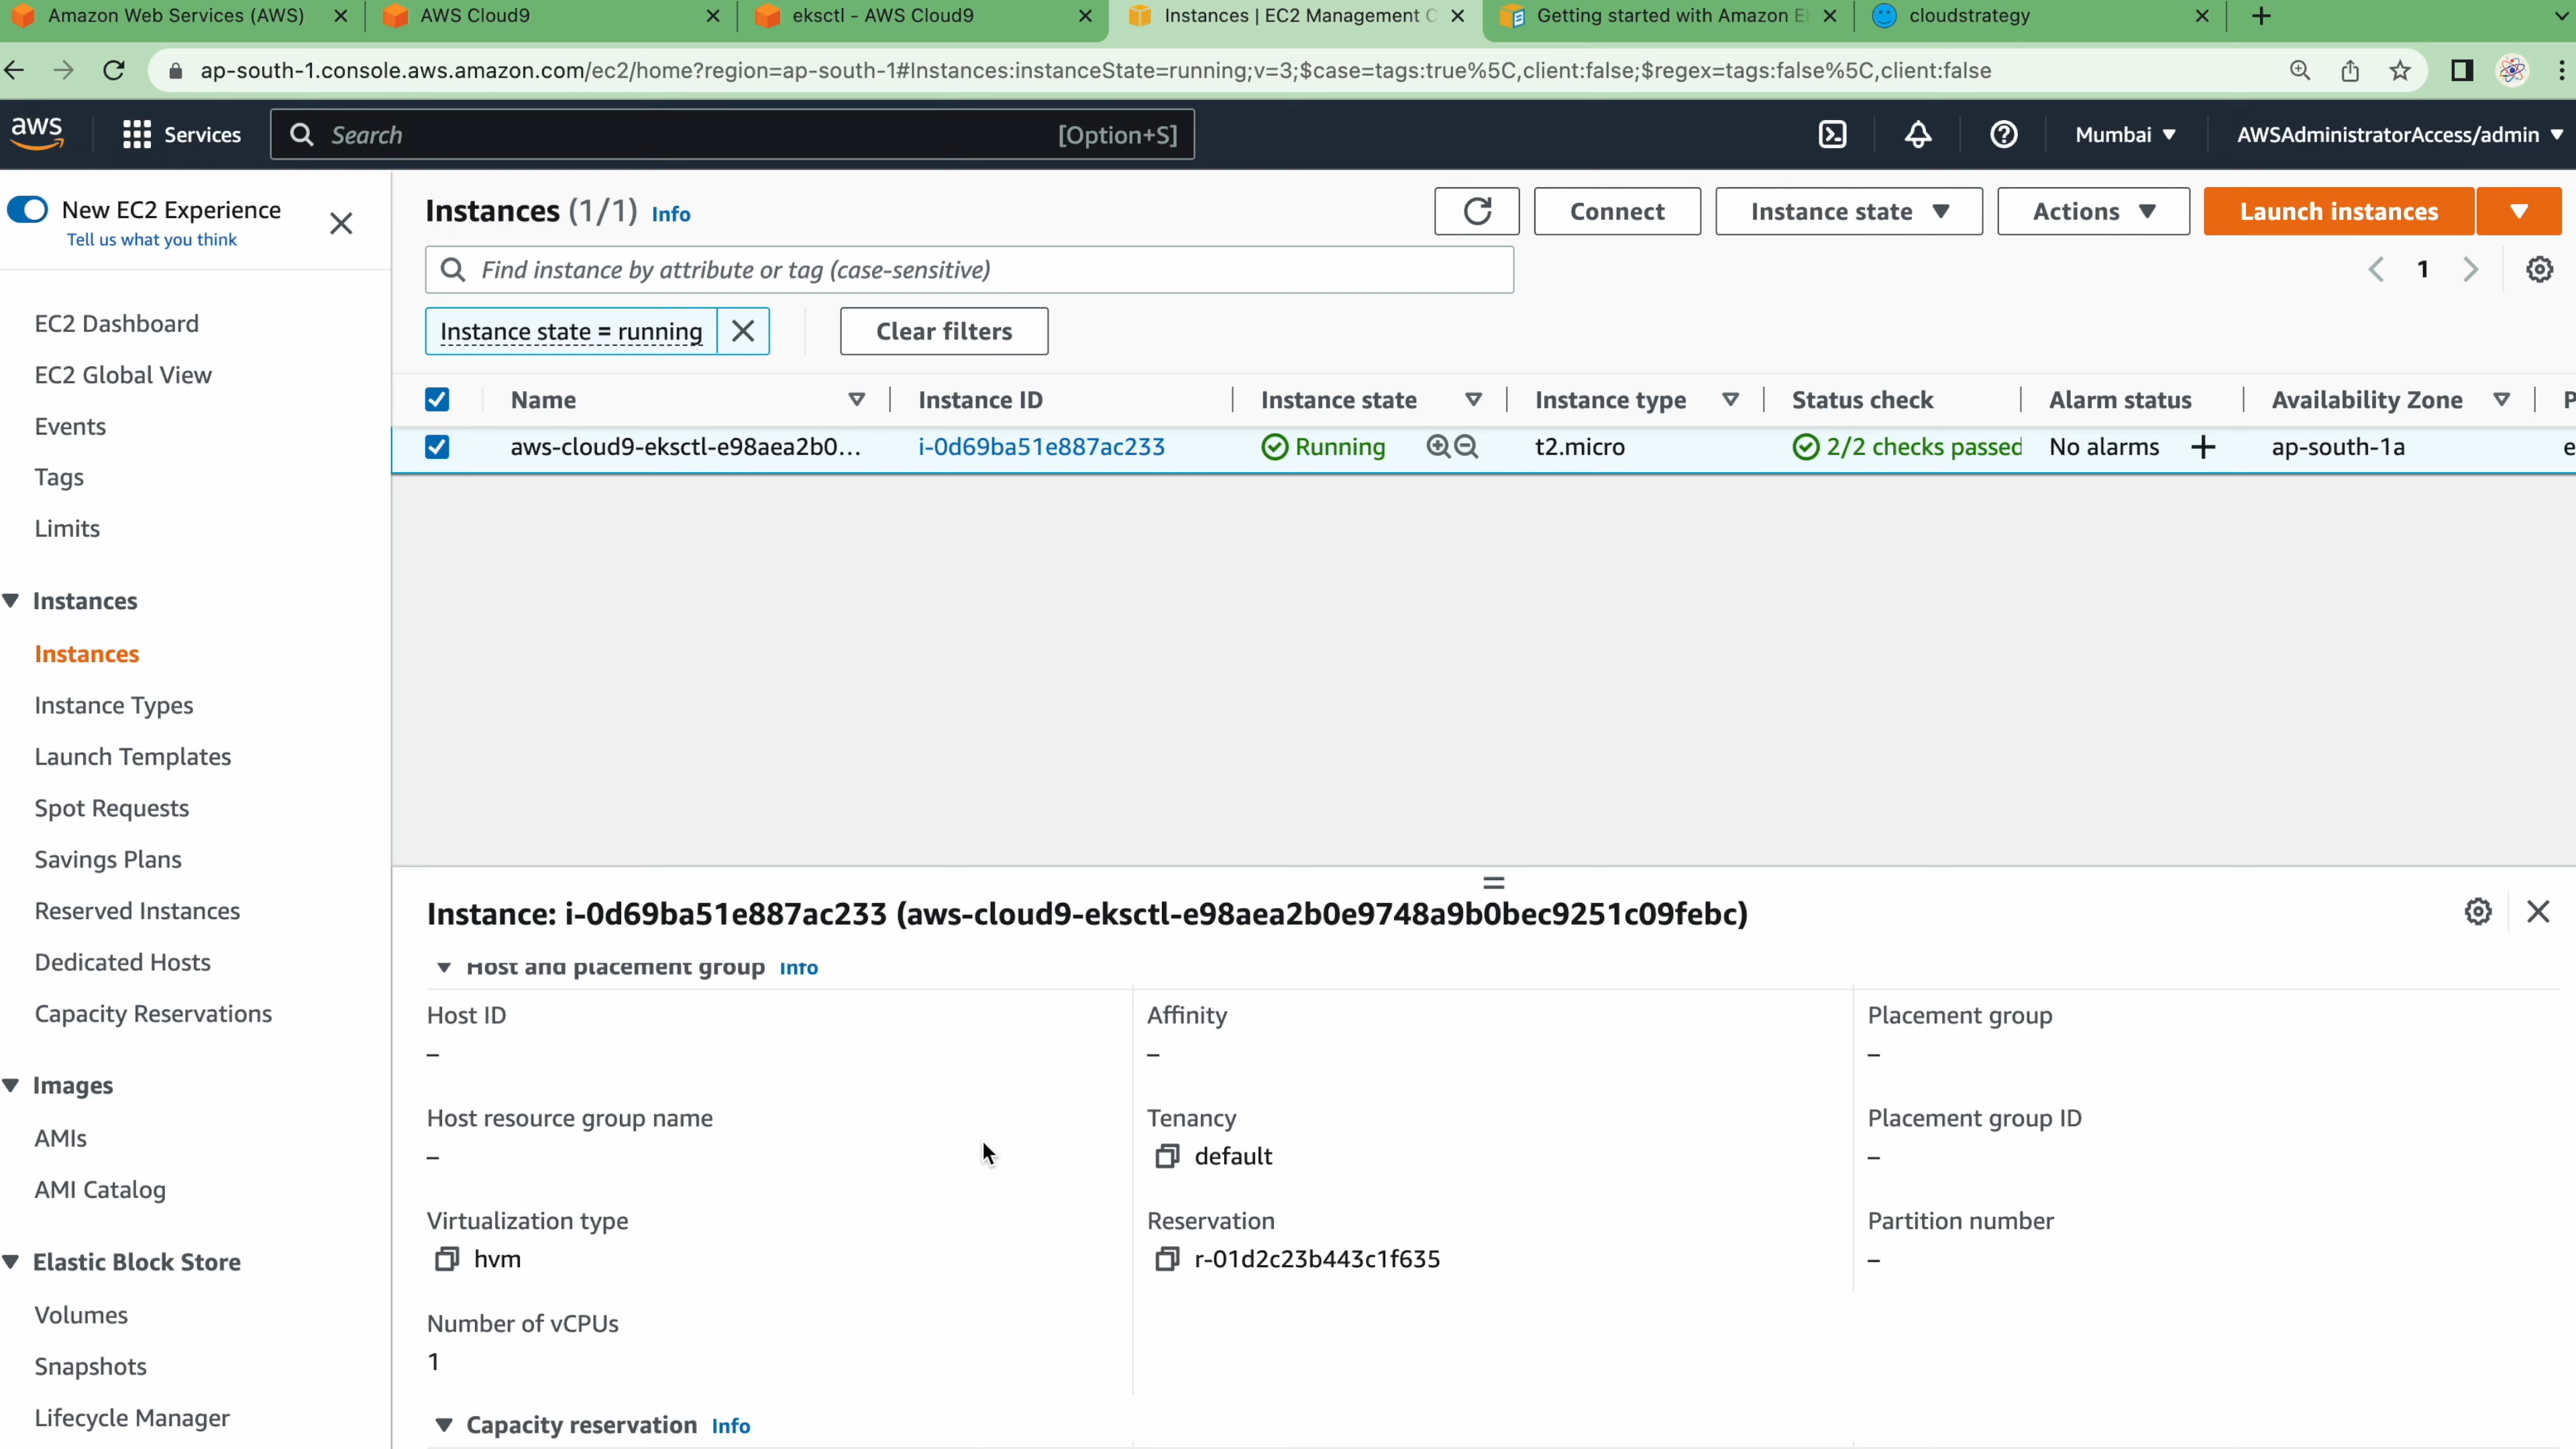 Amazon Web Services (AWS)
AWS Cloud9
eksctl - AWS Cloud9
Instances | EC2 Management C
Getting started with Amazon E
cloudstrategy
ap-south-1.console.aws.amazon.com/ec2/home?region=ap-south-1#Instances:instanceState=running;v=3;$case=tags:true%5C,client:false;$regex=tags:false%5C,client:false
aws
Services
Search
[Option+S]
Mumbai
AWSAdministratorAccess/admin
New EC2 Experience
Tell us what you think
EC2 Dashboard
EC2 Global View
Events
Tags
Limits
Instances
Instances
Instance Types
Launch Templates
Spot Requests
Savings Plans
Reserved Instances
Dedicated Hosts
Capacity Reservations
Images
AMIs
AMI Catalog
Elastic Block Store
Volumes
Snapshots
Lifecycle Manager
Instances (1/1) Info
Connect
Instance state
Actions
Launch instances
Find instance by attribute or tag (case-sensitive)
1
Instance state = running
Clear filters
Name
Instance ID
Instance state
Instance type
Status check
Alarm status
Availability Zone
P
aws-cloud9-eksctl-e98aea2b0...
i-0d69ba51e887ac233
Running
t2.micro
2/2 checks passed
No alarms
ap-south-1a
e
Instance: i-0d69ba51e887ac233 (aws-cloud9-eksctl-e98aea2b0e9748a9b0bec9251c09febc)
Host and placement group Info
Host ID
–
Affinity
–
Placement group
–
Host resource group name
–
Tenancy
default
Placement group ID
–
Virtualization type
hvm
Reservation
r-01d2c23b443c1f635
Partition number
–
Number of vCPUs
1
Capacity reservation Info